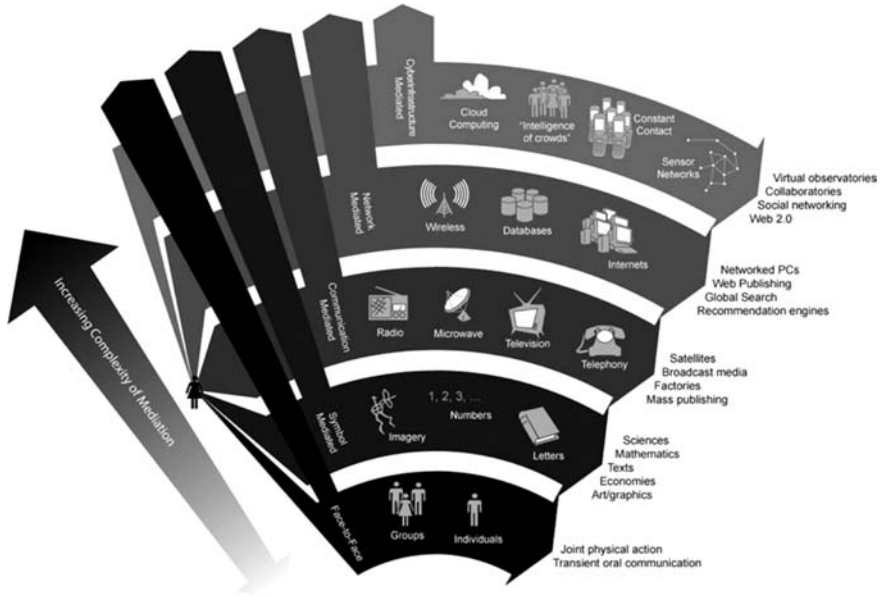 Cyberinfrastructure
Mediated
Cloud
Computing
"Intelligence
of crowds"
Constant
Contact
Sensor
Networks
Virtual observatories
Collaboratories
Social networking
Web 2.0
Network
Mediated
Wireless
Databases
Internets
Networked PCs
Web Publishing
Global Search
Recommendation engines
Communication
Mediated
Radio
Microwave
Television
Telephony
Satellites
Broadcast media
Factories
Mass publishing
Symbol
Mediated
Imagery
1, 2, 3, ...
Numbers
Letters
Sciences
Mathematics
Texts
Economies
Art/graphics
Face-to-Face
Groups
Individuals
Joint physical action
Transient oral communication
Increasing Complexity of Mediation